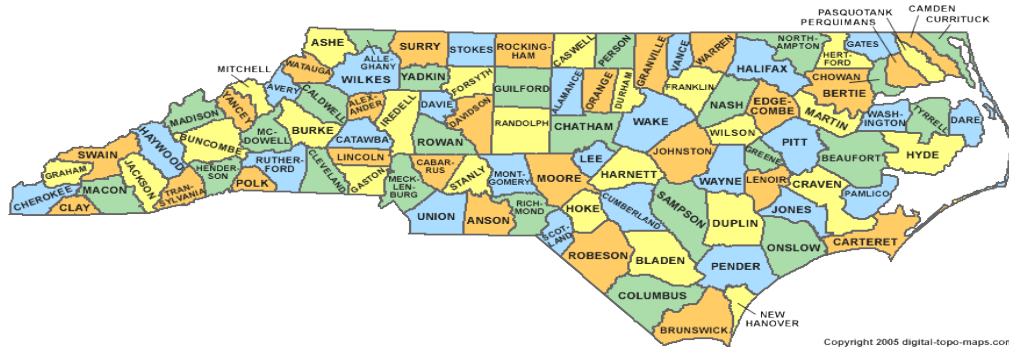 PASQUOTANK
CAMDEN
PERQUIMANS
CURRITUCK
ASHE
ALLE-
GHANY
SURRY
STOKES
ROCKING-
HAM
CASWELL
PERSON
GRANVILLE
VANCE
WARREN
NORTH-
AMPTON
HERT-
FORD
GATES
MITCHELL
WATAUGA
WILKES
YADKIN
FORSYTH
GUILFORD
ALAMANCE
ORANGE
DURHAM
FRANKLIN
HALIFAX
CHOWAN
BERTIE
AVERY
YANCEY
CALDWELL
ALEX-
ANDER
IREDELL
DAVIE
DAVIDSON
RANDOLPH
CHATHAM
WAKE
NASH
EDGE-
COMBE
MARTIN
WASH-
INGTON
TYRRELL
DARE
MADISON
BUNCOMBE
MC-
DOWELL
BURKE
CATAWBA
ROWAN
LEE
JOHNSTON
WILSON
PITT
BEAUFORT
HYDE
HAYWOOD
SWAIN
GRAHAM
JACKSON
HENDER-
SON
RUTHER-
FORD
CLEVELAND
LINCOLN
GASTON
CABAR-
RUS
STANLY
MONT-
GOMERY
MOORE
HARNETT
WAYNE
GREENE
LENOIR
CRAVEN
PAMLICO
CHEROKEE
CLAY
MACON
TRAN-
SYLVANIA
POLK
MECK-
LEN-
BURG
UNION
ANSON
RICH-
MOND
SCOT-
LAND
HOKE
CUMBERLAND
SAMPSON
DUPLIN
JONES
ONSLOW
CARTERET
ROBESON
BLADEN
PENDER
COLUMBUS
BRUNSWICK
NEW
HANOVER
Copyright 2005 digital-topo-maps.com